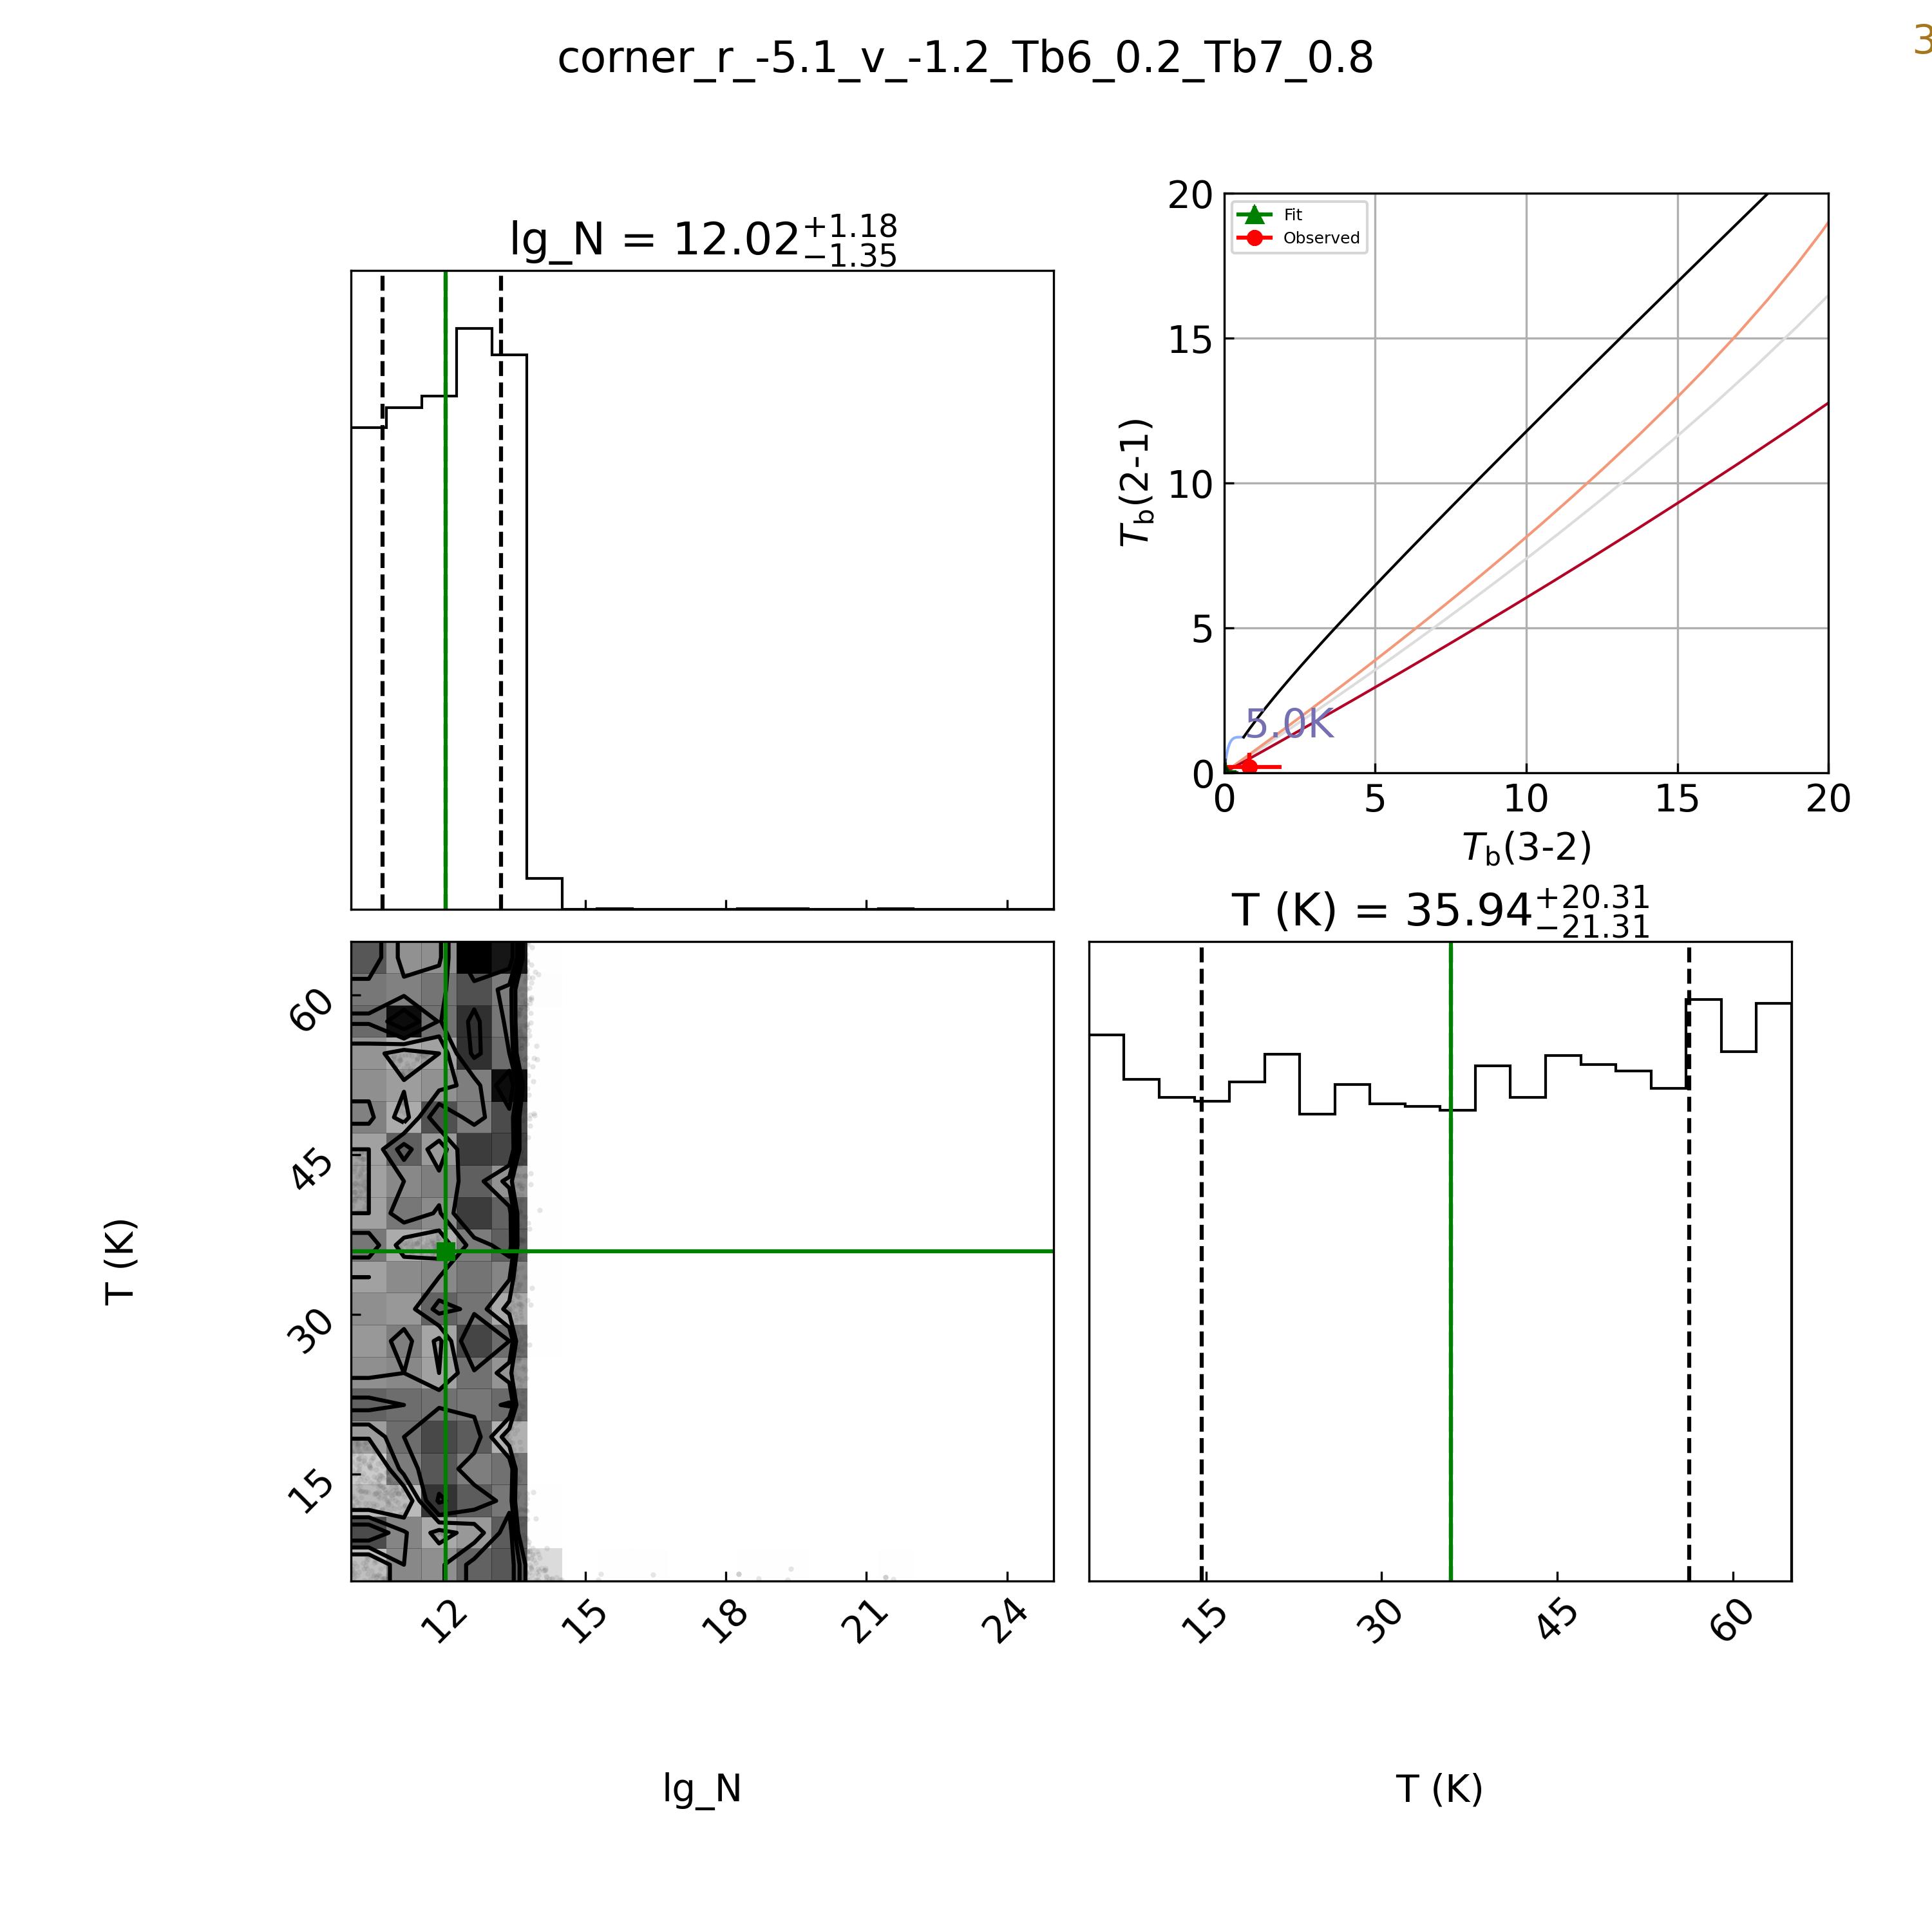 corner_r_-5.1_v_-1.2_Tb6_0.2_Tb7_0.8
3
lg_N = 12.02+1.18−1.35
Fit
Observed
20
15
10
5
0
Tb(2-1)
5.0K
0 5 10 15 20
Tb(3-2)
T (K) = 35.94+20.31−21.31
60
45
30
15
T (K)
12 15 18 21 24
15 30 45 60
lg_N
T (K)